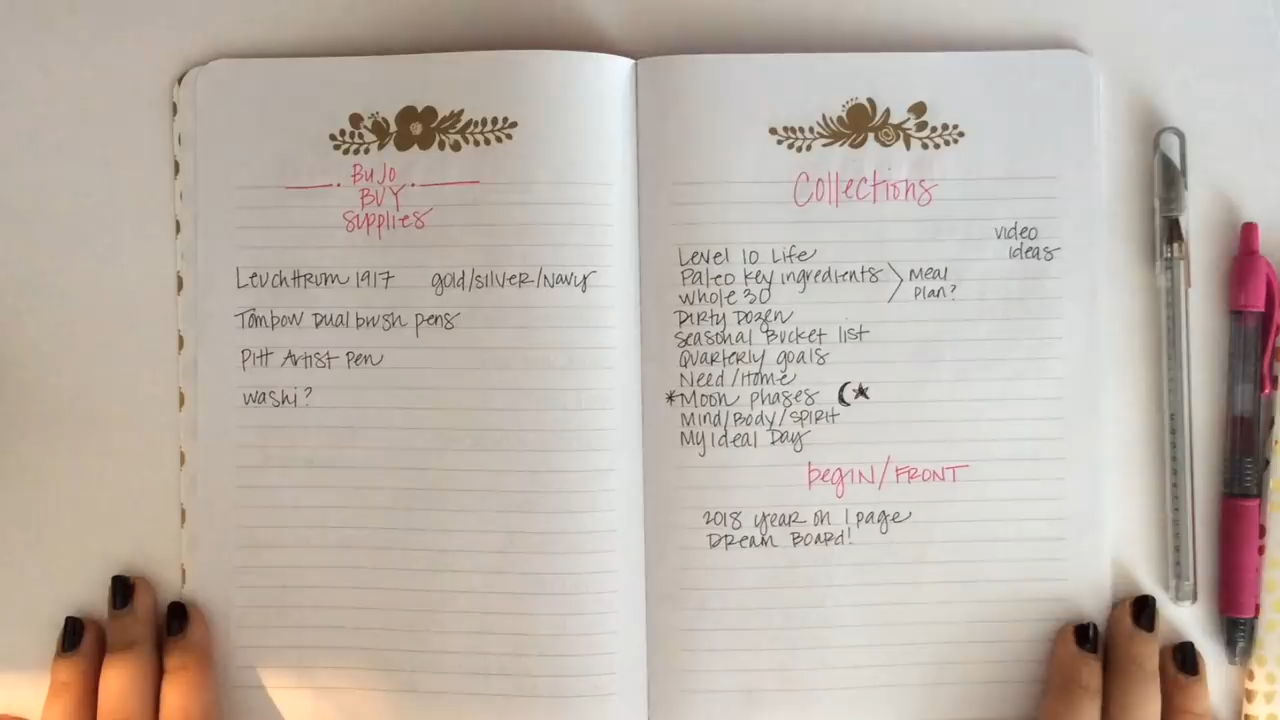 BuJo
BUY
supplies
Leuchttrum 1917 gold/silver/Navy
Tombow Dual brush pens
Pitt Artist Pen
washi?
Collections
video
ideas
Level 10 Life
Paleo key ingredients
Meal
whole 30
plan?
Dirty Dozen
seasonal Bucket list
Quarterly goals
Need/Home
*Moon phases
Mind/Body/Spirit
My Ideal Day
begin/FRONT
2018 year on 1 page
Dream Board!